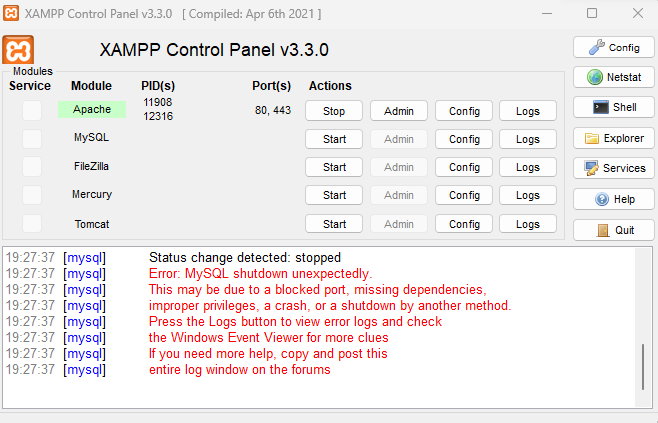 XAMPP Control Panel v3.3.0 [ Compiled: Apr 6th 2021 ]
XAMPP Control Panel v3.3.0
Config
Modules
Service Module PID(s) Port(s) Actions
Netstat
Apache 11908 12316 80, 443 Stop Admin Config Logs
Shell
MySQL Start Admin Config Logs
Explorer
FileZilla Start Admin Config Logs
Services
Mercury Start Admin Config Logs
Help
Tomcat Start Admin Config Logs
Quit
19:27:37 [mysql] Status change detected: stopped
19:27:37 [mysql] Error: MySQL shutdown unexpectedly.
19:27:37 [mysql] This may be due to a blocked port, missing dependencies,
19:27:37 [mysql] improper privileges, a crash, or a shutdown by another method.
19:27:37 [mysql] Press the Logs button to view error logs and check
19:27:37 [mysql] the Windows Event Viewer for more clues
19:27:37 [mysql] If you need more help, copy and post this
19:27:37 [mysql] entire log window on the forums